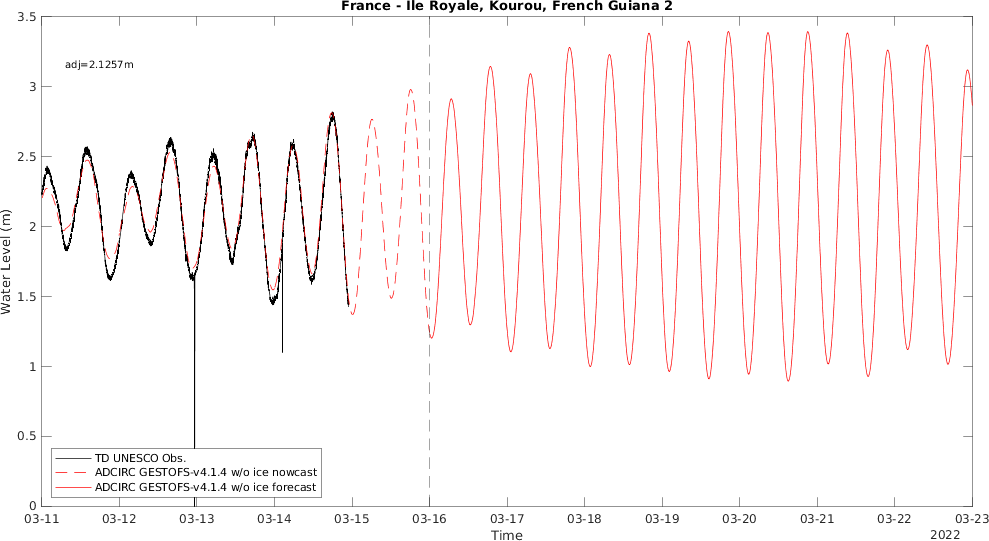 France - Ile Royale, Kourou, French Guiana 2
3.5
3
2.5
2
1.5
1
0.5
0
Water Level (m)
adj=2.1257m
TD UNESCO Obs.
ADCIRC GESTOFS-v4.1.4 w/o ice nowcast
ADCIRC GESTOFS-v4.1.4 w/o ice forecast
03-11 03-12 03-13 03-14 03-15 03-16 03-17 03-18 03-19 03-20 03-21 03-22 03-23
Time
2022